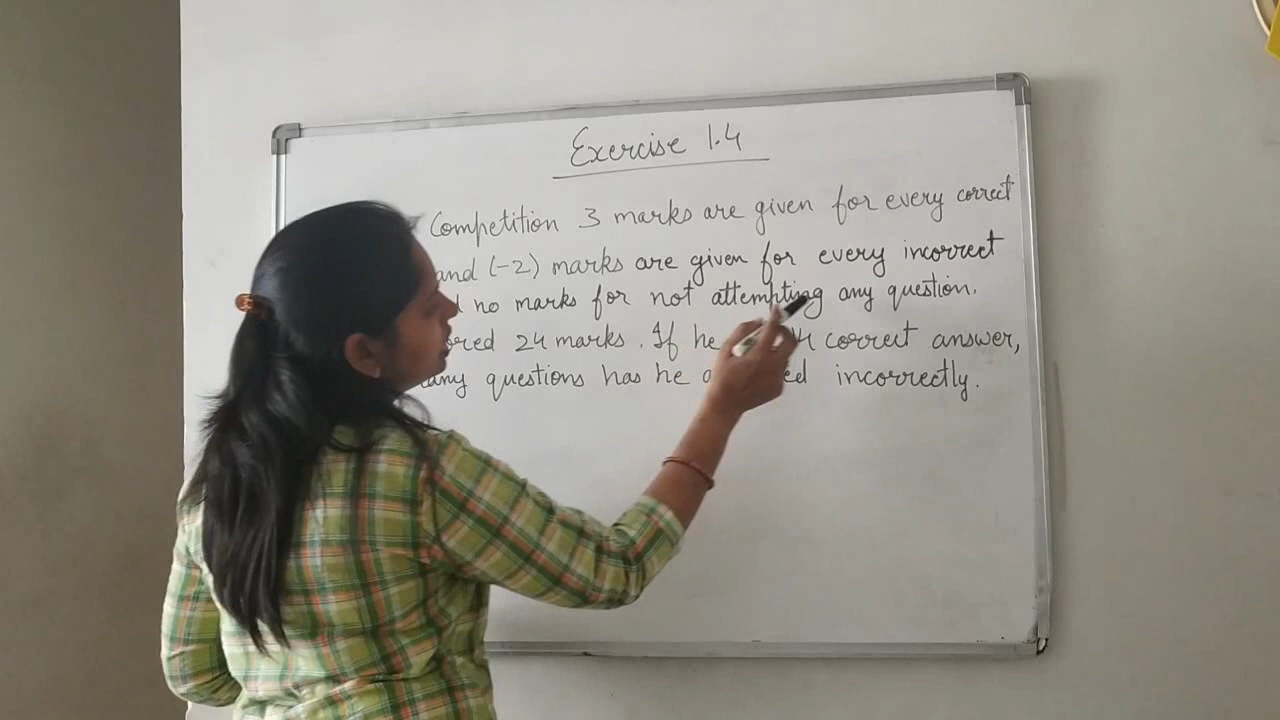 Exercise 1.4
Competition 3 marks are given for every correct
and (-2) marks are given for every incorrect
no marks for not attempting any question.
24 marks. If he correct answer,
questions has he incorrectly.